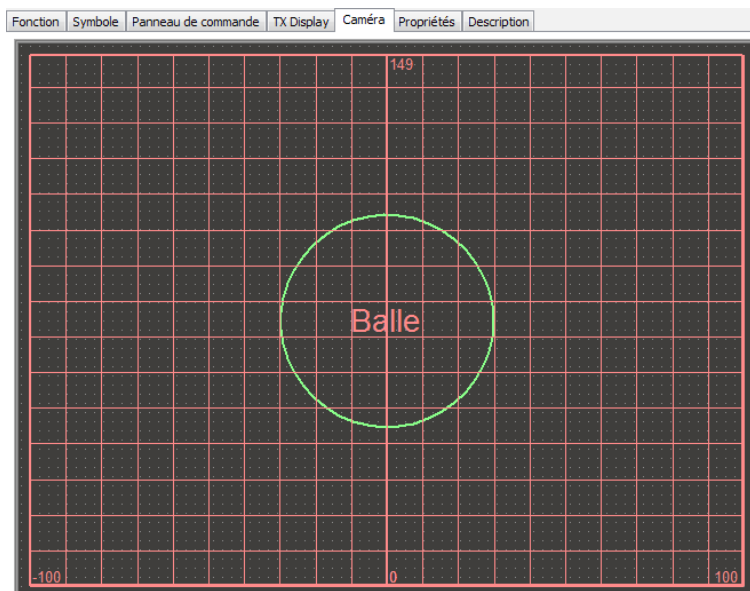 Fonction Symbole Panneau de commande TX Display Caméra Propriétés Description
149
Balle
-100 0 100